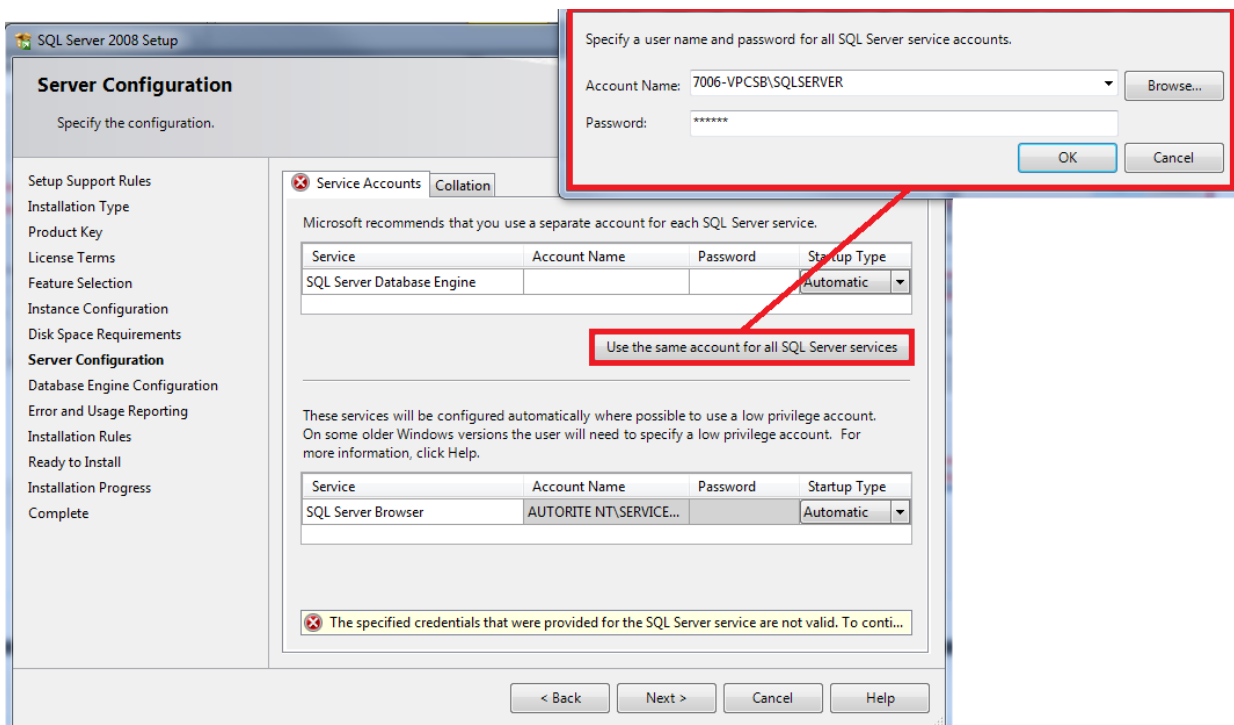 SQL Server 2008 Setup
Server Configuration
Specify the configuration.
Specify a user name and password for all SQL Server service accounts.
Account Name: 7006-VPCSB\SQLSERVER Browse...
Password: ******
OK Cancel
Setup Support Rules
Installation Type
Product Key
License Terms
Feature Selection
Instance Configuration
Disk Space Requirements
Server Configuration
Database Engine Configuration
Error and Usage Reporting
Installation Rules
Ready to Install
Installation Progress
Complete
Service Accounts Collation
Microsoft recommends that you use a separate account for each SQL Server service.
Service Account Name Password Startup Type
SQL Server Database Engine Automatic
Use the same account for all SQL Server services
These services will be configured automatically where possible to use a low privilege account.
On some older Windows versions the user will need to specify a low privilege account. For
more information, click Help.
Service Account Name Password Startup Type
SQL Server Browser AUTORITE NT\SERVICE... Automatic
The specified credentials that were provided for the SQL Server service are not valid. To conti...
< Back Next > Cancel Help